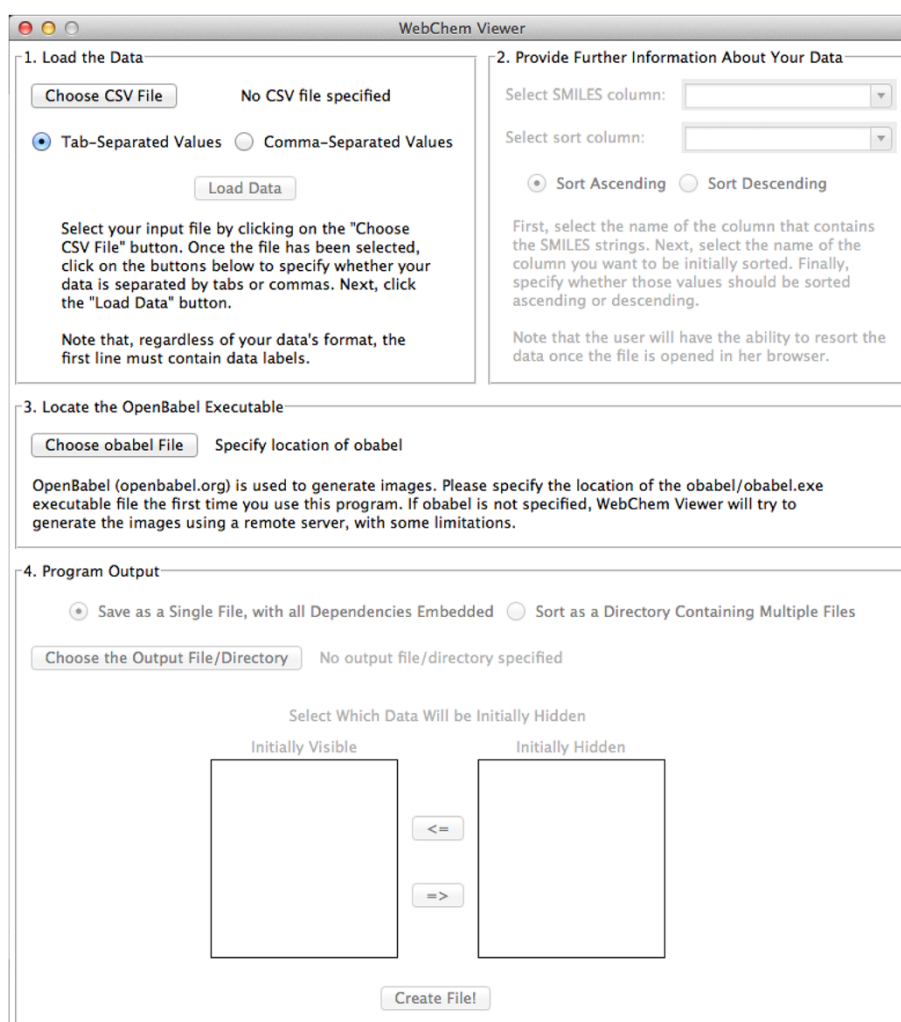 WebChem Viewer
1. Load the Data
Choose CSV File No CSV file specified
Tab-Separated Values Comma-Separated Values
Load Data
Select your input file by clicking on the "Choose
CSV File" button. Once the file has been selected,
click on the buttons below to specify whether your
data is separated by tabs or commas. Next, click
the "Load Data" button.
Note that, regardless of your data's format, the
first line must contain data labels.
2. Provide Further Information About Your Data
Select SMILES column:
Select sort column:
Sort Ascending Sort Descending
First, select the name of the column that contains
the SMILES strings. Next, select the name of the
column you want to be initially sorted. Finally,
specify whether those values should be sorted
ascending or descending.
Note that the user will have the ability to resort the
data once the file is opened in her browser.
3. Locate the OpenBabel Executable
Choose obabel File Specify location of obabel
OpenBabel (openbabel.org) is used to generate images. Please specify the location of the obabel/obabel.exe
executable file the first time you use this program. If obabel is not specified, WebChem Viewer will try to
generate the images using a remote server, with some limitations.
4. Program Output
Save as a Single File, with all Dependencies Embedded Sort as a Directory Containing Multiple Files
Choose the Output File/Directory No output file/directory specified
Select Which Data Will be Initially Hidden
Initially Visible Initially Hidden
<=
=>
Create File!